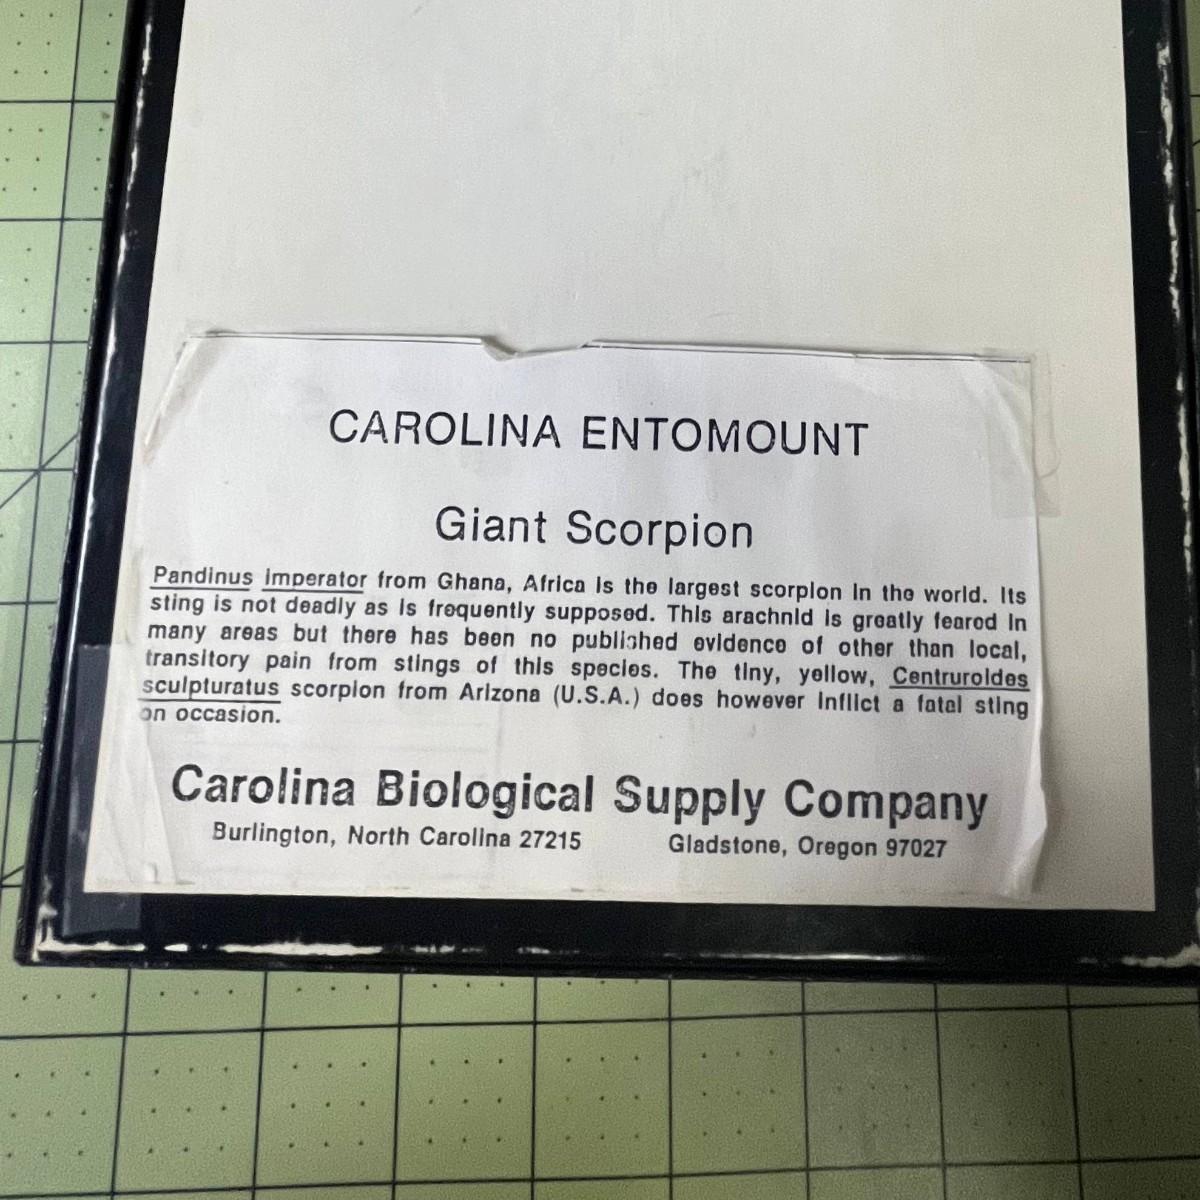 CAROLINA ENTOMOUNT
Giant Scorpion
Pandinus imperator from Ghana, Africa is the largest scorpion in the world. Its
sting is not deadly as is frequently supposed. This arachnid is greatly feared in
many areas but there has been no published evidence of other than local,
transitory pain from stings of this species. The tiny, yellow, Centruroides
sculpturatus scorpion from Arizona (U.S.A.) does however inflict a fatal sting
on occasion.
Carolina Biological Supply Company
Burlington, North Carolina 27215 Gladstone, Oregon 97027